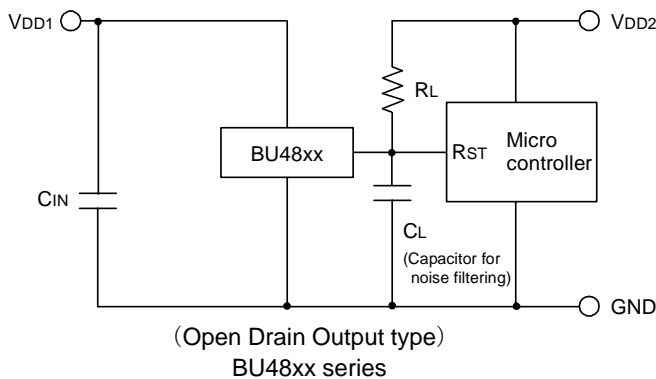 VDD1
VDD2
RL
BU48xx
RST
Micro
controller
CIN
CL
(Capacitor for
noise filtering)
GND
（Open Drain Output type）
BU48xx series